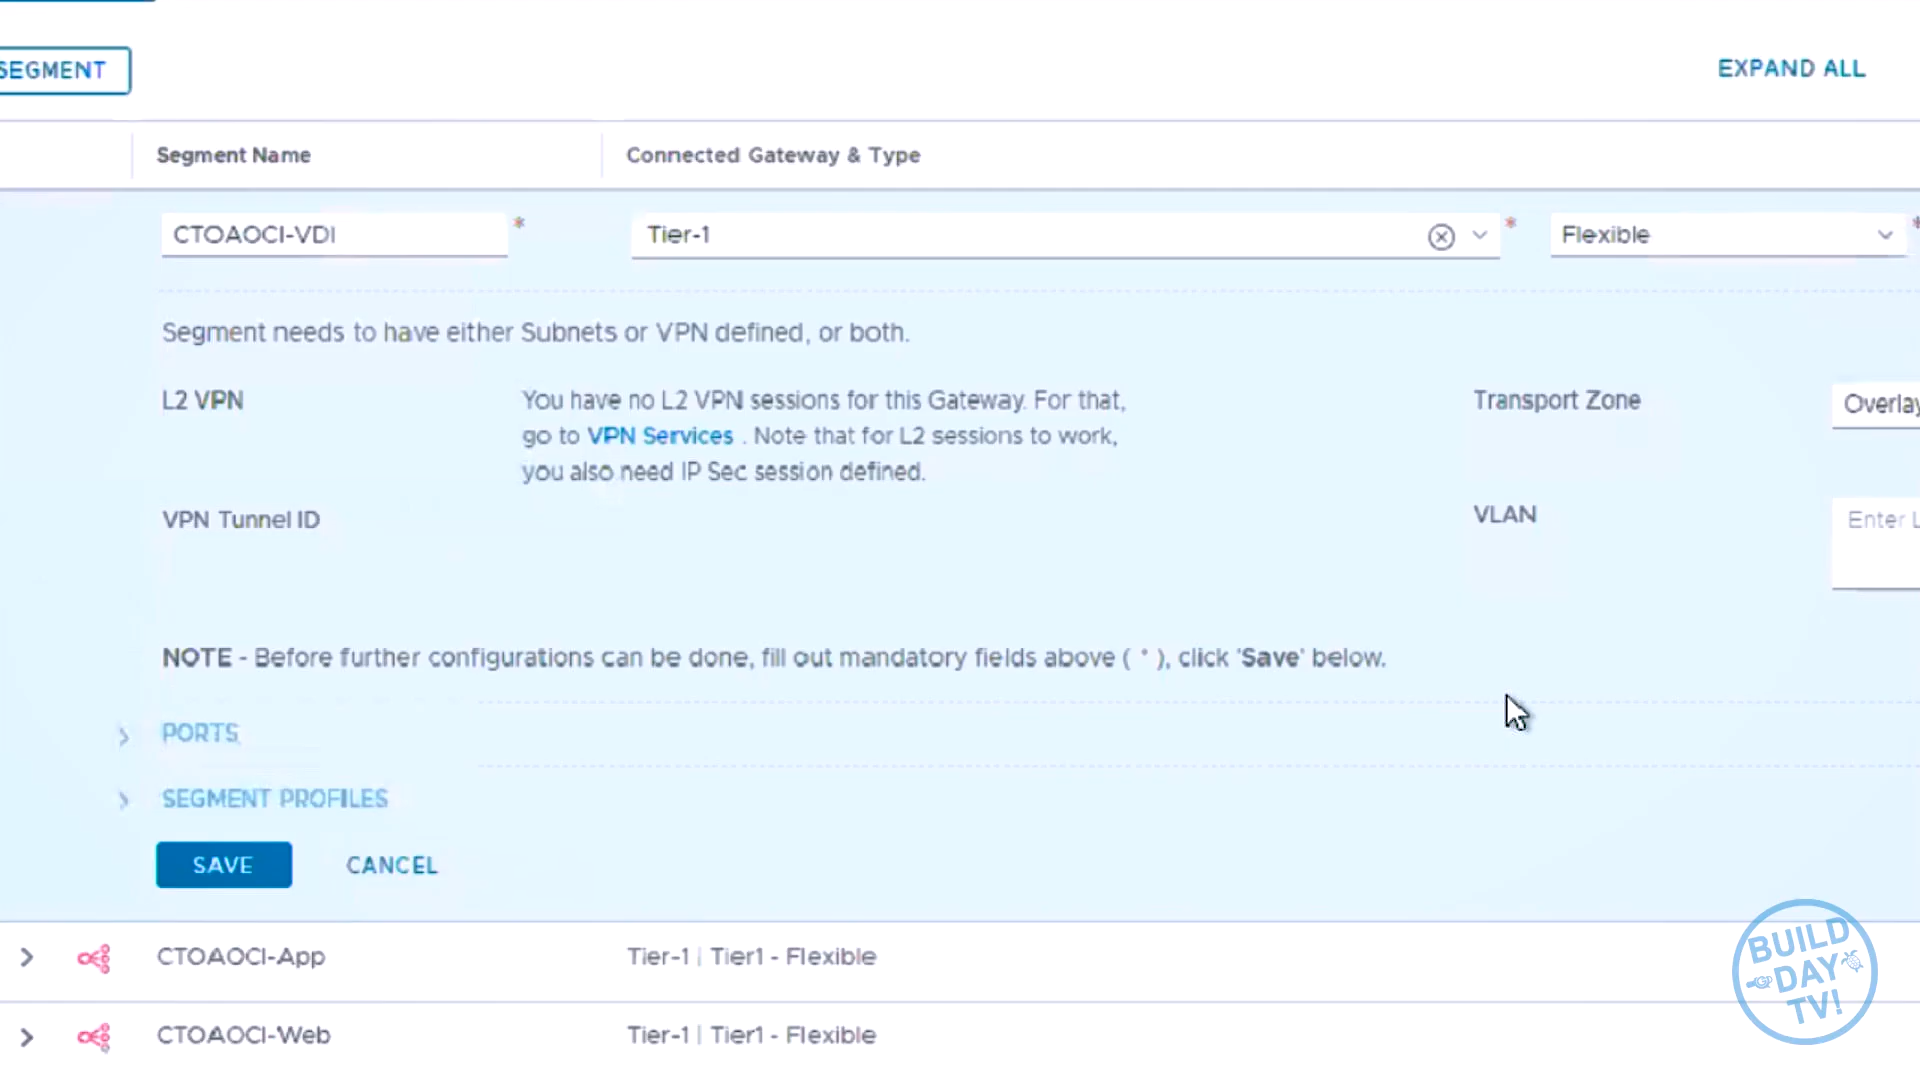 SEGMENT
EXPAND ALL
Segment Name
Connected Gateway & Type
CTOAOCI-VDI *
Tier-1 *
Flexible *
Segment needs to have either Subnets or VPN defined, or both.
L2 VPN
You have no L2 VPN sessions for this Gateway. For that,
go to VPN Services . Note that for L2 sessions to work,
you also need IP Sec session defined.
Transport Zone
Overlay
VPN Tunnel ID
VLAN
Enter
NOTE - Before further configurations can be done, fill out mandatory fields above ( * ), click 'Save' below.
PORTS
SEGMENT PROFILES
SAVE
CANCEL
CTOAOCI-App
Tier-1 | Tier1 - Flexible
CTOAOCI-Web
Tier-1 | Tier1 - Flexible
BUILD
DAY
TV!